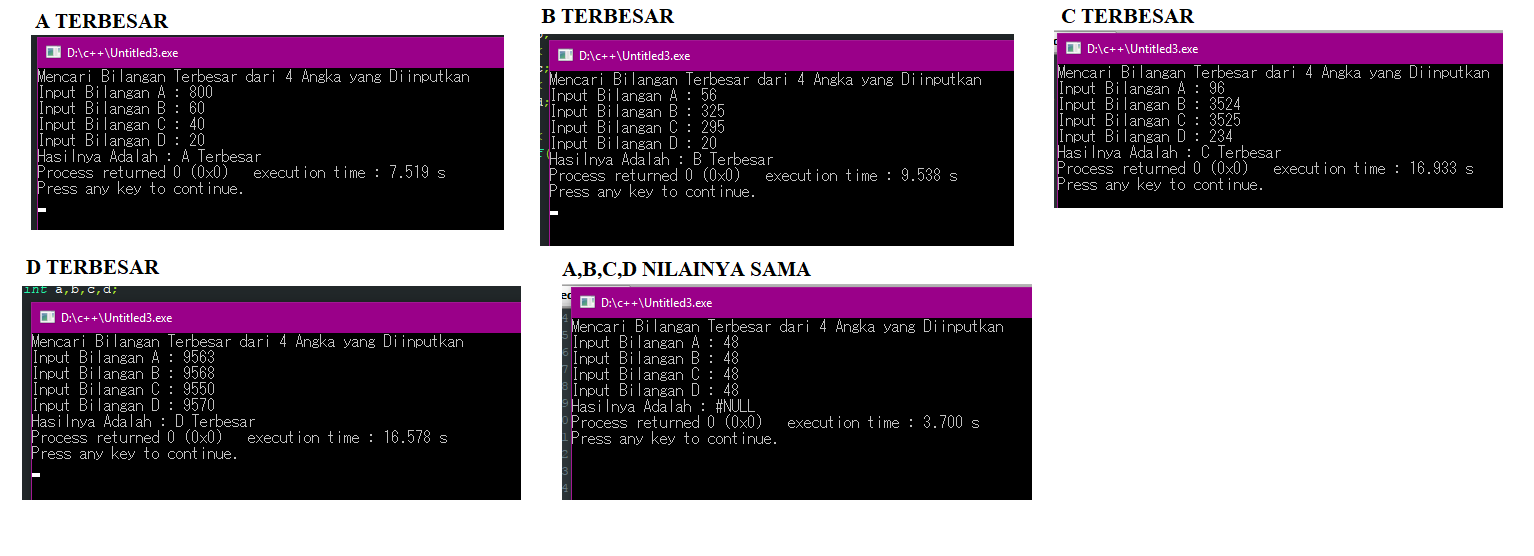 A TERBESAR
D:\c++\Untitled3.exe
Mencari Bilangan Terbesar dari 4 Angka yang Diinputkan
Input Bilangan A : 800
Input Bilangan B : 60
Input Bilangan C : 40
Input Bilangan D : 20
Hasilnya Adalah : A Terbesar
Process returned 0 (0x0)   execution time : 7.519 s
Press any key to continue.
B TERBESAR
D:\c++\Untitled3.exe
Mencari Bilangan Terbesar dari 4 Angka yang Diinputkan
Input Bilangan A : 56
Input Bilangan B : 325
Input Bilangan C : 295
Input Bilangan D : 20
Hasilnya Adalah : B Terbesar
Process returned 0 (0x0)   execution time : 9.538 s
Press any key to continue.
C TERBESAR
D:\c++\Untitled3.exe
Mencari Bilangan Terbesar dari 4 Angka yang Diinputkan
Input Bilangan A : 96
Input Bilangan B : 3524
Input Bilangan C : 3525
Input Bilangan D : 234
Hasilnya Adalah : C Terbesar
Process returned 0 (0x0)   execution time : 16.933 s
Press any key to continue.
D TERBESAR
int a,b,c,d;
D:\c++\Untitled3.exe
Mencari Bilangan Terbesar dari 4 Angka yang Diinputkan
Input Bilangan A : 9563
Input Bilangan B : 9568
Input Bilangan C : 9550
Input Bilangan D : 9570
Hasilnya Adalah : D Terbesar
Process returned 0 (0x0)   execution time : 16.578 s
Press any key to continue.
A,B,C,D NILAINYA SAMA
D:\c++\Untitled3.exe
Mencari Bilangan Terbesar dari 4 Angka yang Diinputkan
Input Bilangan A : 48
Input Bilangan B : 48
Input Bilangan C : 48
Input Bilangan D : 48
Hasilnya Adalah : #NULL
Process returned 0 (0x0)   execution time : 3.700 s
Press any key to continue.